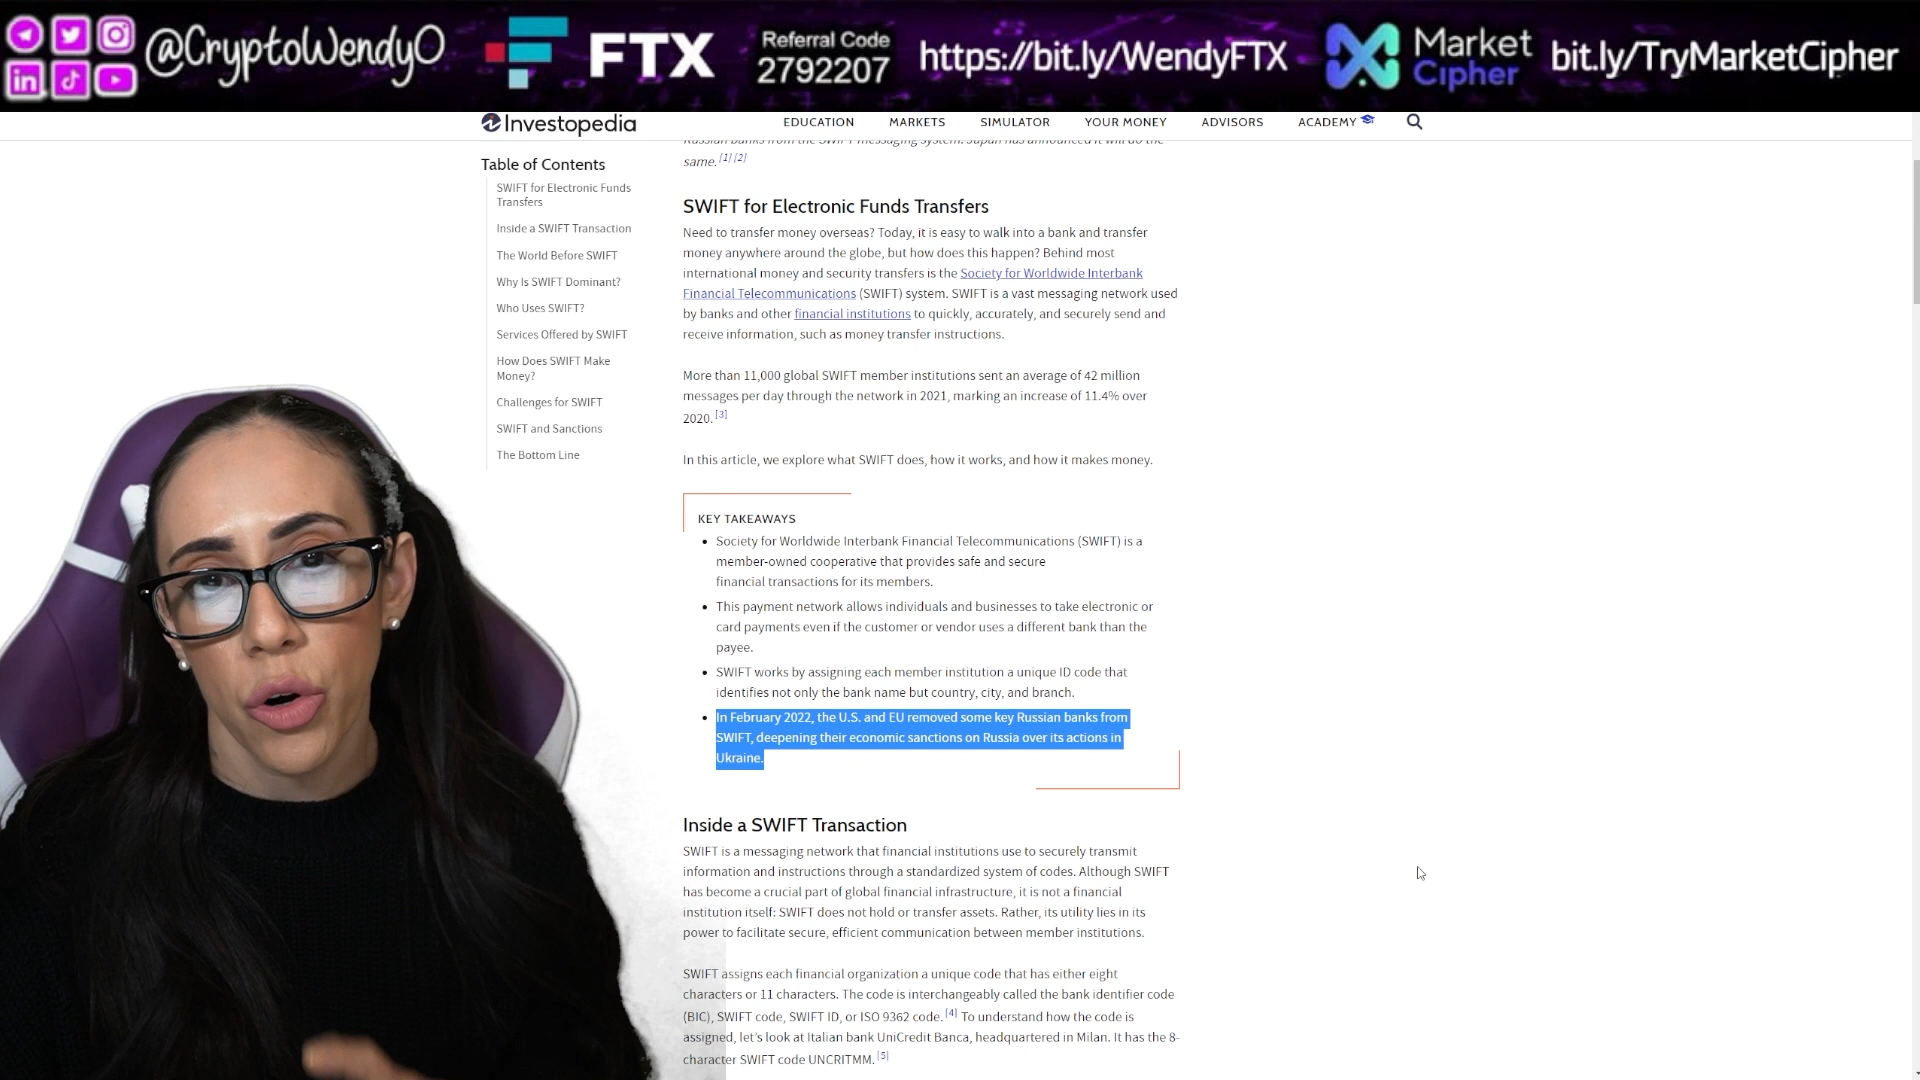 @CryptoWendyO
FTX
Referral Code
2792207
https://bit.ly/WendyFTX
Market
Cipher
bit.ly/TryMarketCipher
Investopedia
EDUCATION
MARKETS
SIMULATOR
YOUR MONEY
ADVISORS
ACADEMY
Table of Contents
SWIFT for Electronic Funds
Transfers
Inside a SWIFT Transaction
The World Before SWIFT
Why Is SWIFT Dominant?
Who Uses SWIFT?
Services Offered by SWIFT
How Does SWIFT Make
Money?
Challenges for SWIFT
SWIFT and Sanctions
The Bottom Line
Russian banks from the SWIFT messaging system. Japan has announced it will do the
same. [1] [2]
SWIFT for Electronic Funds Transfers
Need to transfer money overseas? Today, it is easy to walk into a bank and transfer
money anywhere around the globe, but how does this happen? Behind most
international money and security transfers is the Society for Worldwide Interbank
Financial Telecommunications (SWIFT) system. SWIFT is a vast messaging network used
by banks and other financial institutions to quickly, accurately, and securely send and
receive information, such as money transfer instructions.
More than 11,000 global SWIFT member institutions sent an average of 42 million
messages per day through the network in 2021, marking an increase of 11.4% over
2020. [3]
In this article, we explore what SWIFT does, how it works, and how it makes money.
KEY TAKEAWAYS
• Society for Worldwide Interbank Financial Telecommunications (SWIFT) is a
member-owned cooperative that provides safe and secure
financial transactions for its members.
• This payment network allows individuals and businesses to take electronic or
card payments even if the customer or vendor uses a different bank than the
payee.
• SWIFT works by assigning each member institution a unique ID code that
identifies not only the bank name but country, city, and branch.
• In February 2022, the U.S. and EU removed some key Russian banks from
SWIFT, deepening their economic sanctions on Russia over its actions in
Ukraine.
Inside a SWIFT Transaction
SWIFT is a messaging network that financial institutions use to securely transmit
information and instructions through a standardized system of codes. Although SWIFT
has become a crucial part of global financial infrastructure, it is not a financial
institution itself: SWIFT does not hold or transfer assets. Rather, its utility lies in its
power to facilitate secure, efficient communication between member institutions.
SWIFT assigns each financial organization a unique code that has either eight
characters or 11 characters. The code is interchangeably called the bank identifier code
(BIC), SWIFT code, SWIFT ID, or ISO 9362 code. [4] To understand how the code is
assigned, let's look at Italian bank UniCredit Banca, headquartered in Milan. It has the 8-
character SWIFT code UNCRITMM. [5]